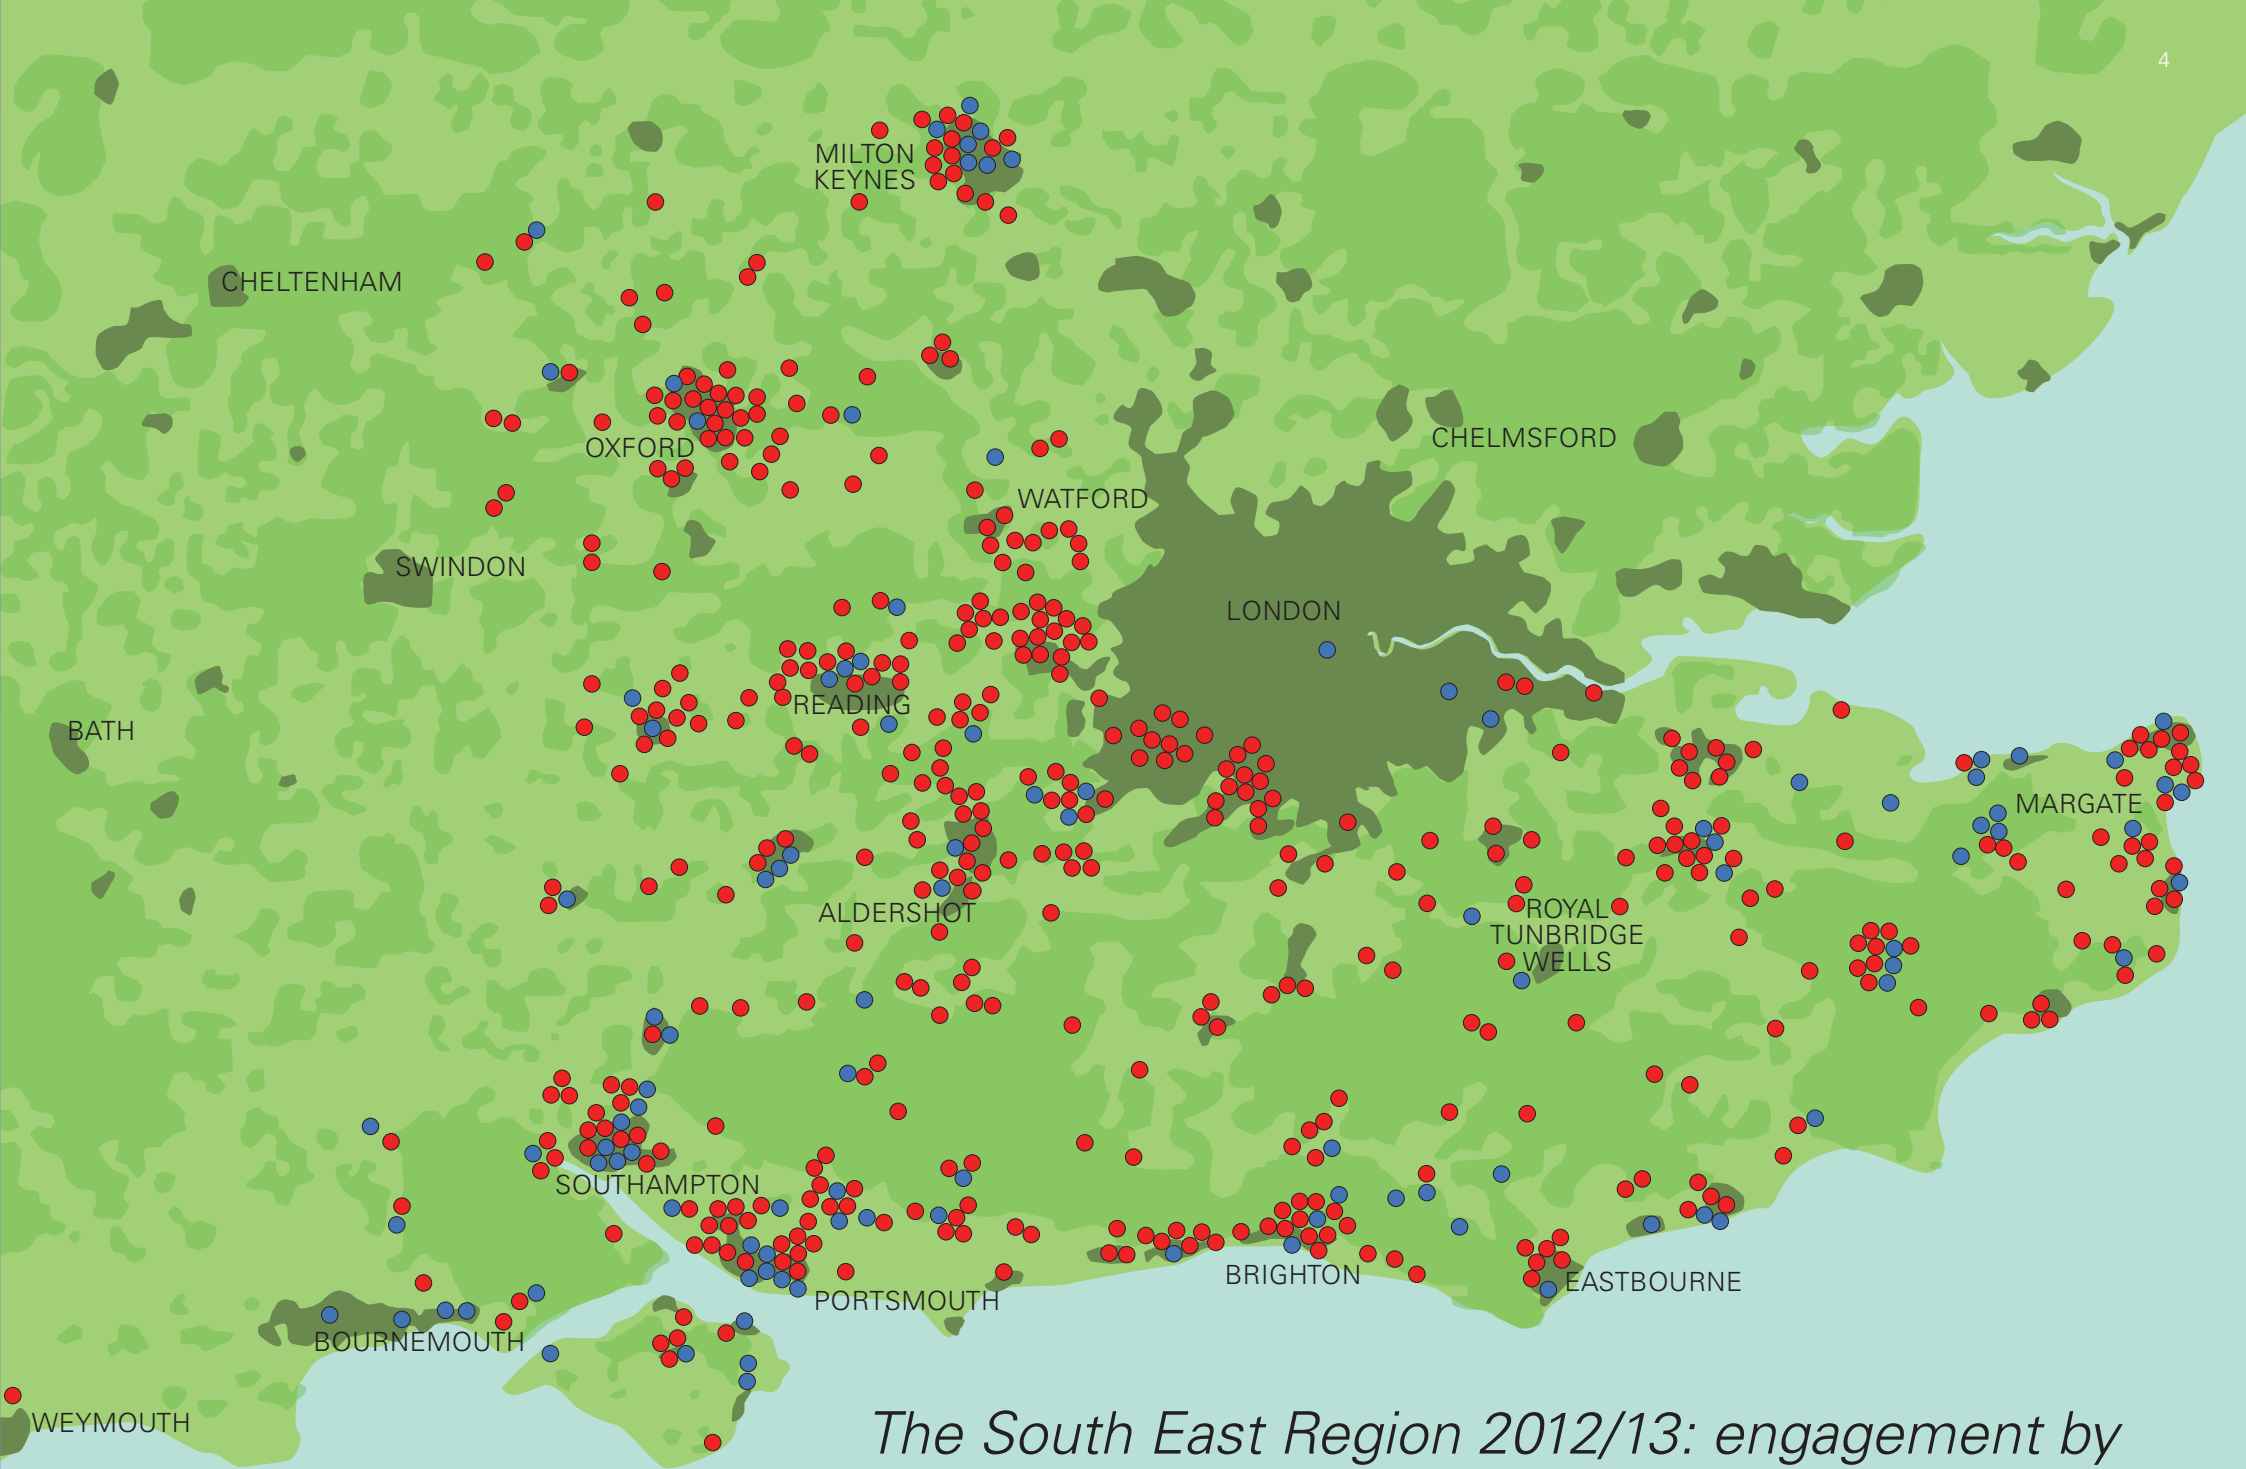 4
MILTON
KEYNES
CHELTENHAM
OXFORD
CHELMSFORD
WATFORD
SWINDON
LONDON
READING
BATH
MARGATE
ALDERSHOT
ROYAL
TUNBRIDGE
WELLS
SOUTHAMPTON
BRIGHTON
EASTBOURNE
PORTSMOUTH
BOURNEMOUTH
WEYMOUTH
The South East Region 2012/13: engagement by